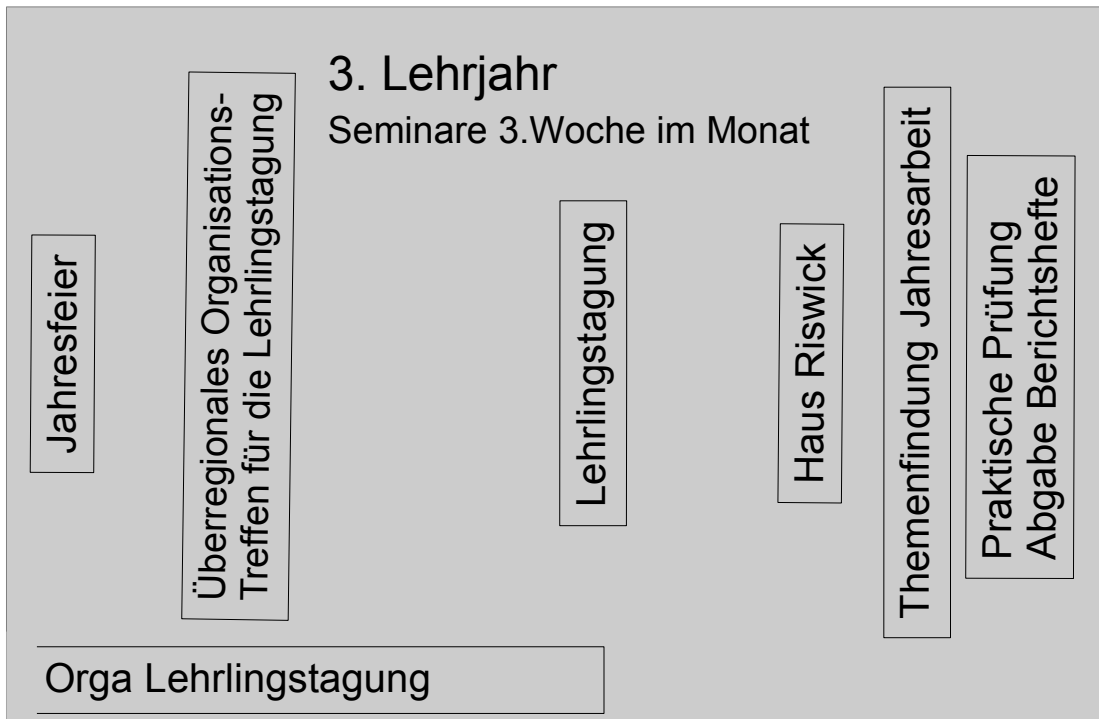 3. Lehrjahr
Seminare 3.Woche im Monat
Jahresfeier
Überregionales Organisations-
Treffen für die Lehrlingstagung
Lehrlingstagung
Haus Riswick
Themenfindung Jahresarbeit
Praktische Prüfung
Abgabe Berichtshefte
Orga Lehrlingstagung